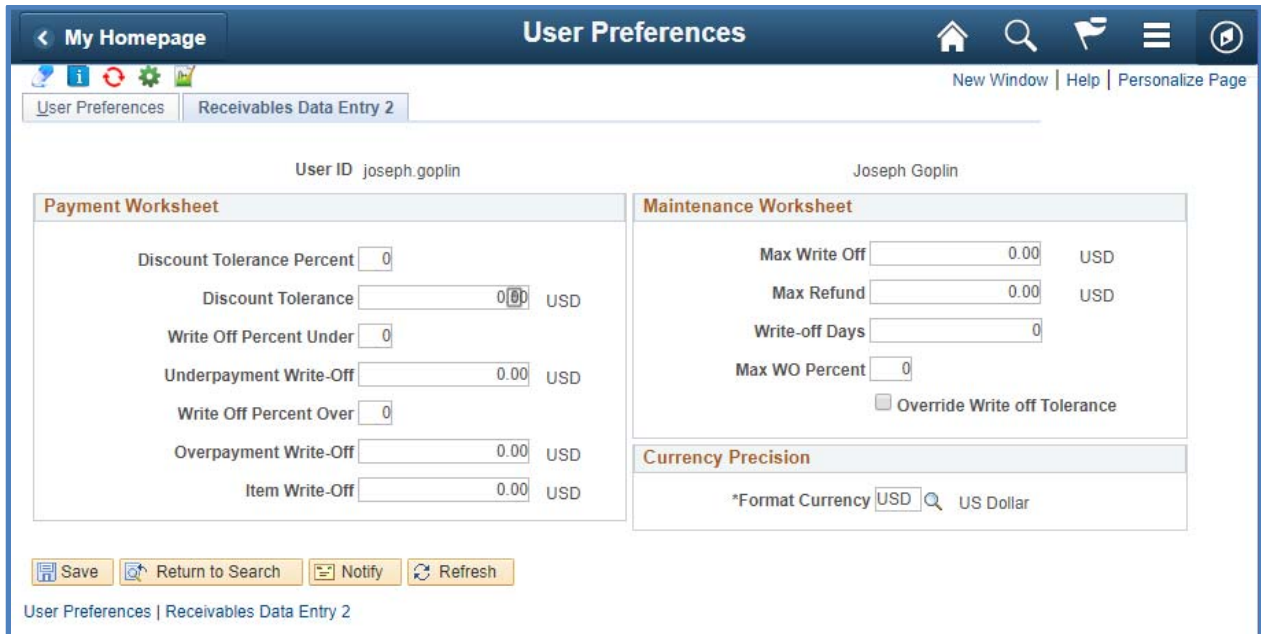 My Homepage
User Preferences
New Window | Help | Personalize Page
User Preferences
Receivables Data Entry 2
User ID joseph.goplin
Joseph Goplin
Payment Worksheet
Discount Tolerance Percent 0
Discount Tolerance 0.00 USD
Write Off Percent Under 0
Underpayment Write-Off 0.00 USD
Write Off Percent Over 0
Overpayment Write-Off 0.00 USD
Item Write-Off 0.00 USD
Maintenance Worksheet
Max Write Off 0.00 USD
Max Refund 0.00 USD
Write-off Days 0
Max WO Percent 0
Override Write off Tolerance
Currency Precision
*Format Currency USD US Dollar
Save Return to Search Notify Refresh
User Preferences | Receivables Data Entry 2